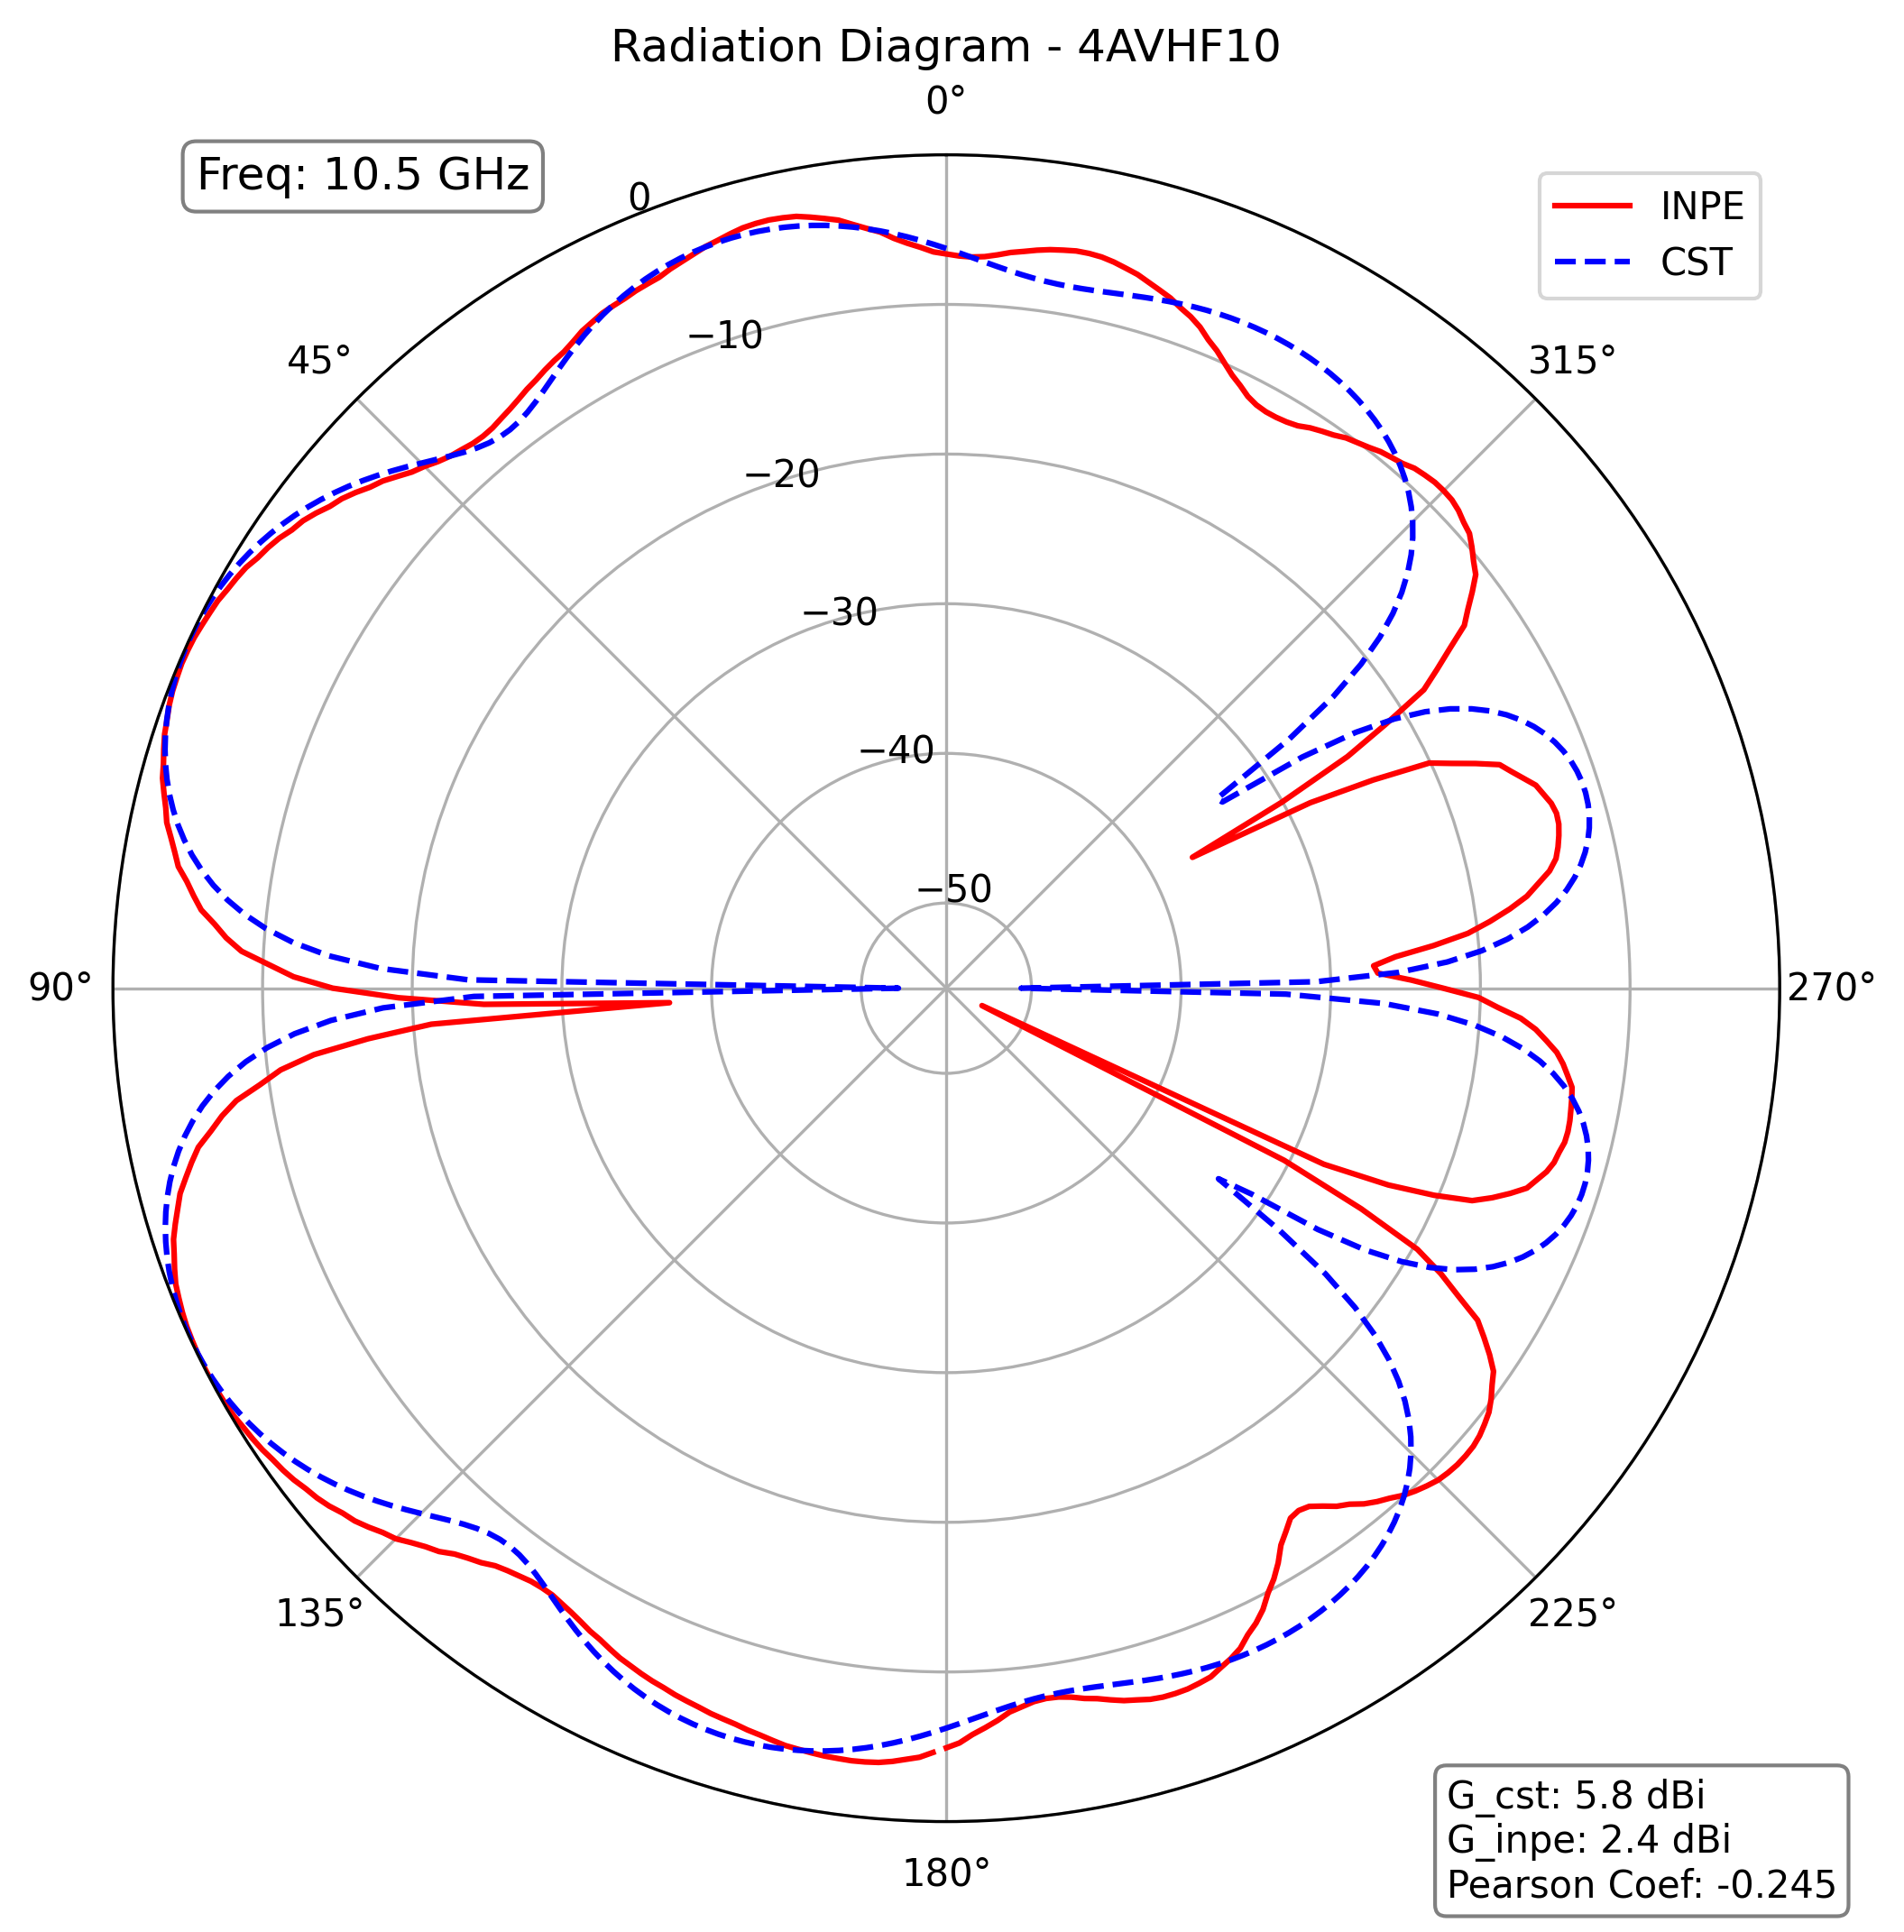 Radiation Diagram - 4AVHF10
0°
Freq: 10.5 GHz
0
INPE
CST
−10
45°
315°
−20
−30
−40
−50
90°
270°
135°
225°
180°
G_cst: 5.8 dBi
G_inpe: 2.4 dBi
Pearson Coef: -0.245